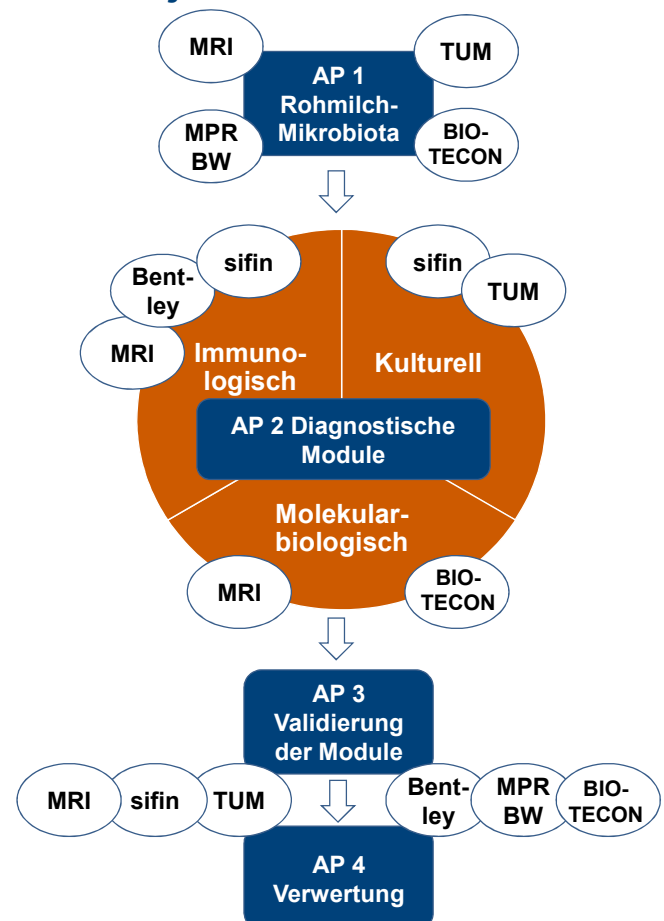 MRI
TUM
AP 1
Rohmilch-
Mikrobiota
MPR
BW
BIO-
TECON
sifin
sifin
Bent-
ley
TUM
MRI
Immuno-
logisch
Kulturell
AP 2 Diagnostische
Module
Molekular-
biologisch
MRI
BIO-
TECON
AP 3
Validierung
der Module
MRI
sifin
TUM
Bent-
ley
MPR
BW
BIO-
TECON
AP 4
Verwertung